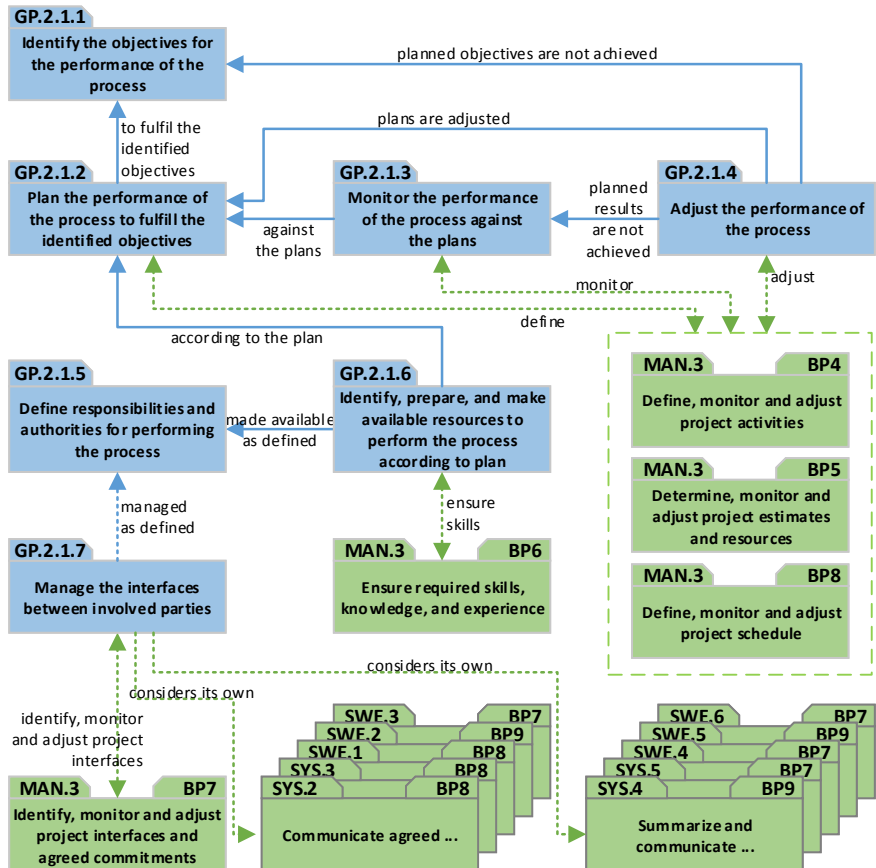 GP.2.1.1
Identify the objectives for
the performance of the
process
planned objectives are not achieved
to fulfil the
identified
objectives
plans are adjusted
GP.2.1.2
Plan the performance of
the process to fulfill the
identified objectives
against
the plans
GP.2.1.3
Monitor the performance
of the process against
the plans
planned
results
are not
achieved
GP.2.1.4
Adjust the performance of
the process
monitor
adjust
define
according to the plan
GP.2.1.5
Define responsibilities and
authorities for performing
the process
made available
as defined
GP.2.1.6
Identify, prepare, and make
available resources to
perform the process
according to plan
MAN.3 BP4
Define, monitor and adjust
project activities
MAN.3 BP5
Determine, monitor and
adjust project estimates
and resources
MAN.3 BP8
Define, monitor and adjust
project schedule
managed
as defined
ensure
skills
GP.2.1.7
Manage the interfaces
between involved parties
MAN.3 BP6
Ensure required skills,
knowledge, and experience
considers its own
considers its own
identify, monitor
and adjust project
interfaces
MAN.3 BP7
Identify, monitor and adjust
project interfaces and
agreed commitments
SWE.3 BP7
SWE.2 BP9
SWE.1 BP8
SYS.3 BP8
SYS.2 BP8
Communicate agreed ...
SWE.6 BP7
SWE.5 BP9
SWE.4 BP7
SYS.5 BP7
SYS.4 BP9
Summarize and
communicate ...